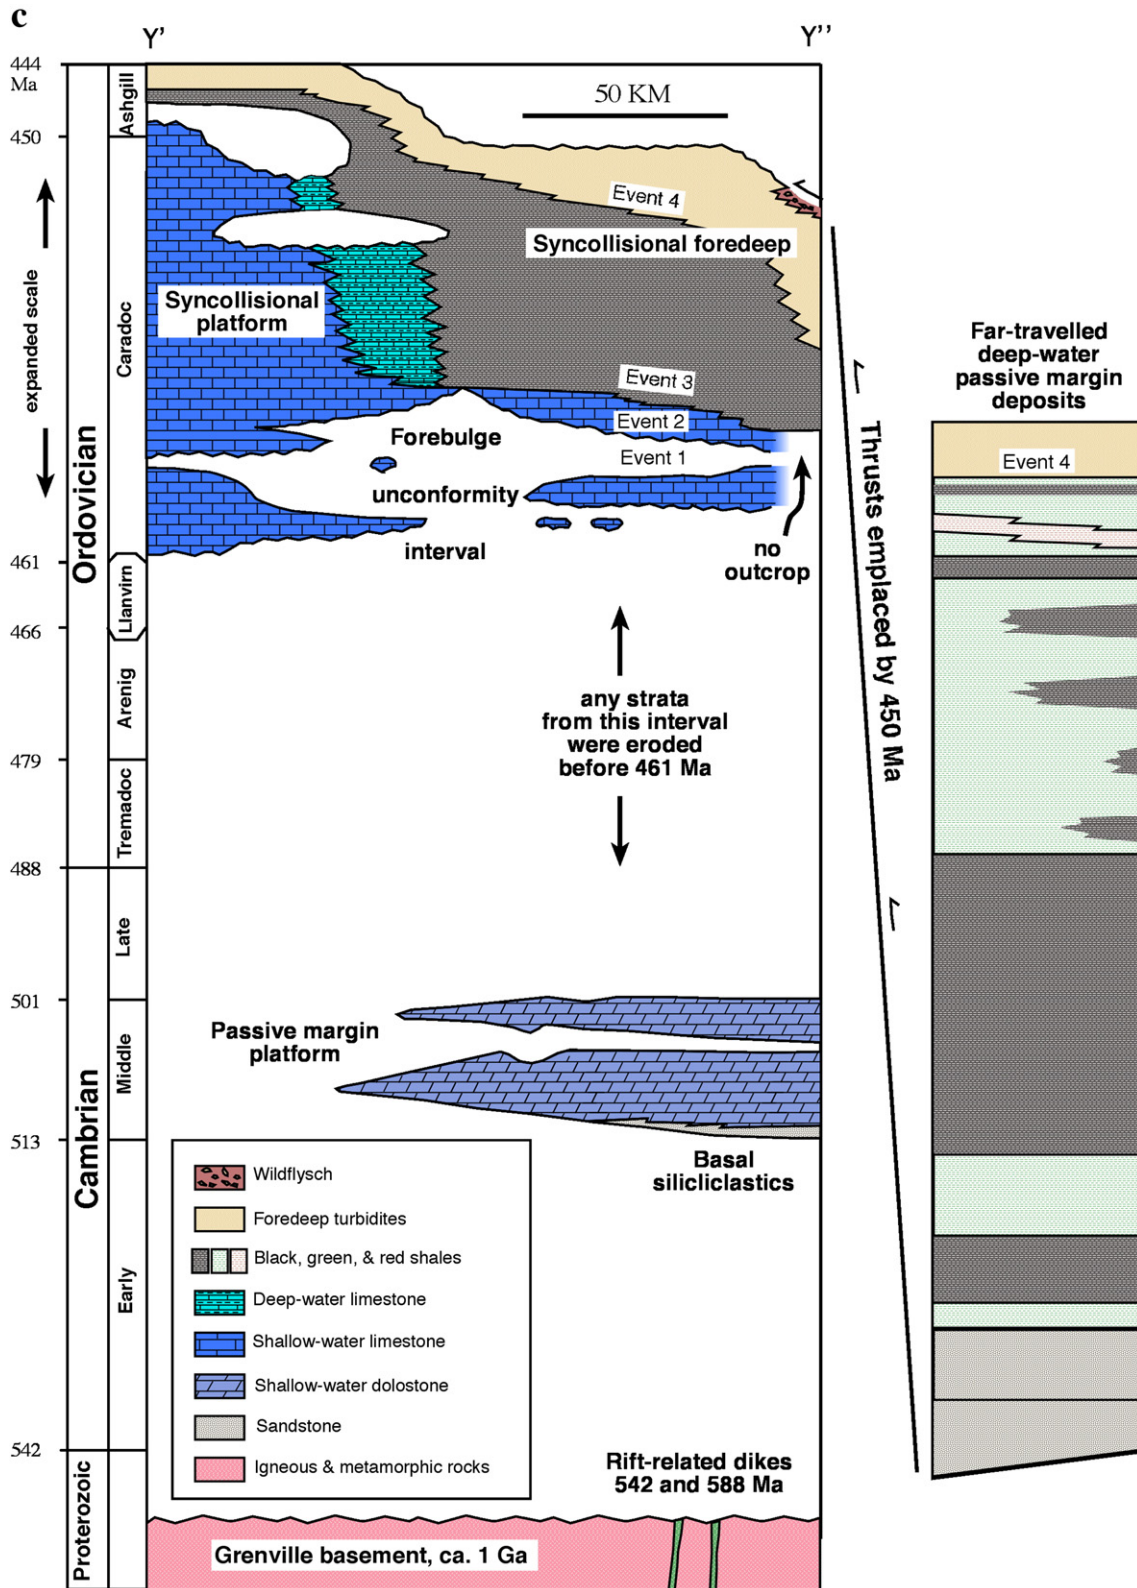 c
Y'
Y''
444
Ma
450
461
466
479
488
501
513
542
expanded scale
Ordovician
Cambrian
Proterozoic
Ashgill
Caradoc
Llanvirn
Arenig
Tremadoc
Late
Middle
Early
50 KM
Event 4
Syncollisional foredeep
Syncollisional
platform
Event 3
Event 2
Forebulge
Event 1
unconformity
interval
no
outcrop
any strata
from this interval
were eroded
before 461 Ma
Passive margin
platform
Basal
silicliclastics
Wildflysch
Foredeep turbidites
Black, green, & red shales
Deep-water limestone
Shallow-water limestone
Shallow-water dolostone
Sandstone
Igneous & metamorphic rocks
Rift-related dikes
542 and 588 Ma
Grenville basement, ca. 1 Ga
Thrusts emplaced by 450 Ma
Far-travelled
deep-water
passive margin
deposits
Event 4